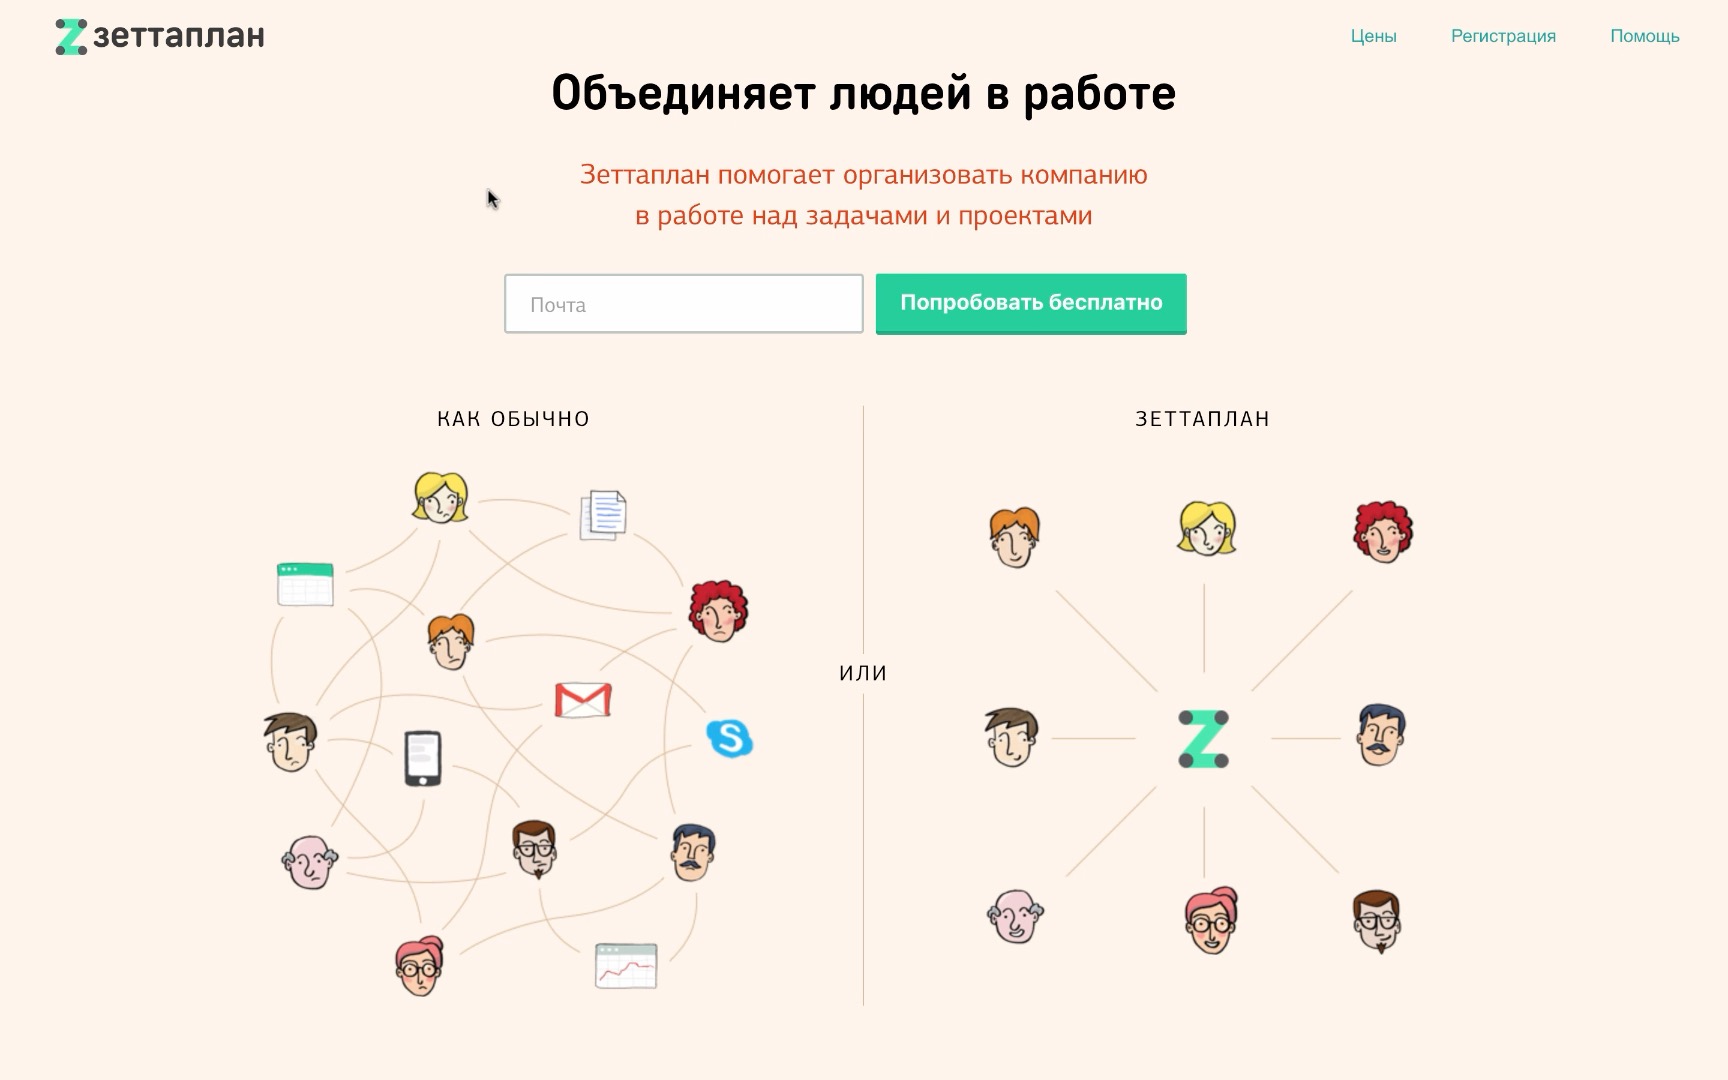 зеттаплан
Цены
Регистрация
Помощь
Объединяет людей в работе
Зеттаплан помогает организовать компанию
в работе над задачами и проектами
Почта
Попробовать бесплатно
КАК ОБЫЧНО
ЗЕТТАПЛАН
ИЛИ